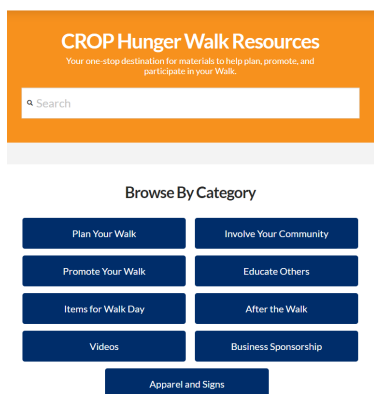 CROP Hunger Walk Resources
Your one-stop destination for materials to help plan, promote, and
participate in your Walk.
Search
Browse By Category
Plan Your Walk
Involve Your Community
Promote Your Walk
Educate Others
Items for Walk Day
After the Walk
Videos
Business Sponsorship
Apparel and Signs